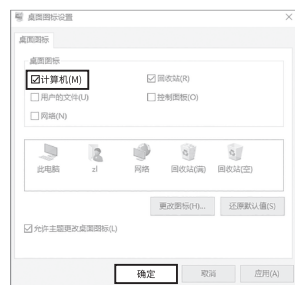 桌面图标设置
桌面图标
桌面图标
计算机(M)
回收站(R)
用户的文件(U)
控制面板(O)
网络(N)
此电脑 zl 网络 回收站(满) 回收站(空)
更改图标(H)... 还原默认值(S)
允许主题更改桌面图标(L)
确定 取消 应用(A)